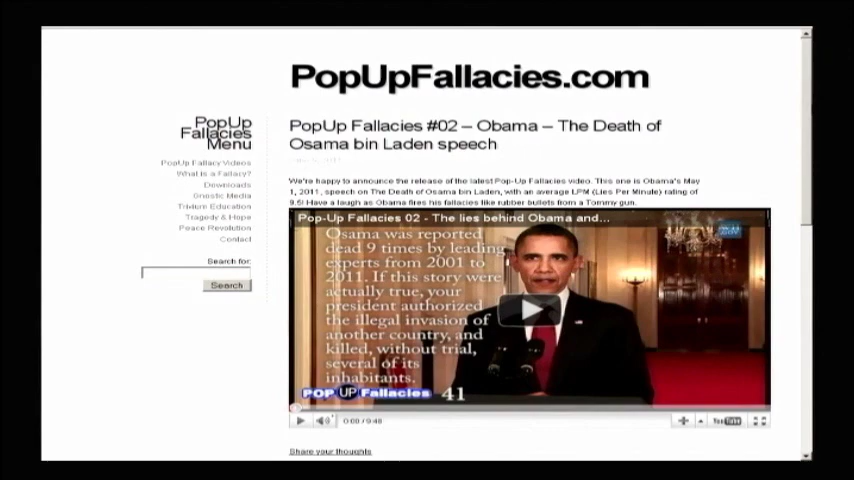 PopUpFallacies.com
PopUp
Fallacies
Menu
PopUp Fallacy Videos
What is a Fallacy?
Downloads
Gnostic Media
Trivium Education
Tragedy & Hope
Peace Revolution
Contact
Search for:
Search
PopUp Fallacies #02 – Obama – The Death of
Osama bin Laden speech
We're happy to announce the release of the latest Pop-Up Fallacies video. This one is Obama's May
1, 2011, speech on The Death of Osama bin Laden, with an average LPM (Lies Per Minute) rating of
9.6! Have a laugh as Obama fires his fallacies like rubber bullets from a Tommy gun.
Pop-Up Fallacies 02 - The lies behind Obama and...
Osama was reported
dead 9 times by leading
experts from 2001 to
2011. If this story were
actually true, your
president authorized
the illegal invasion of
another country, and
killed, without trial,
several of its
inhabitants.
POP UP Fallacies 41
0:00 / 9:48
YouTube
Share your thoughts